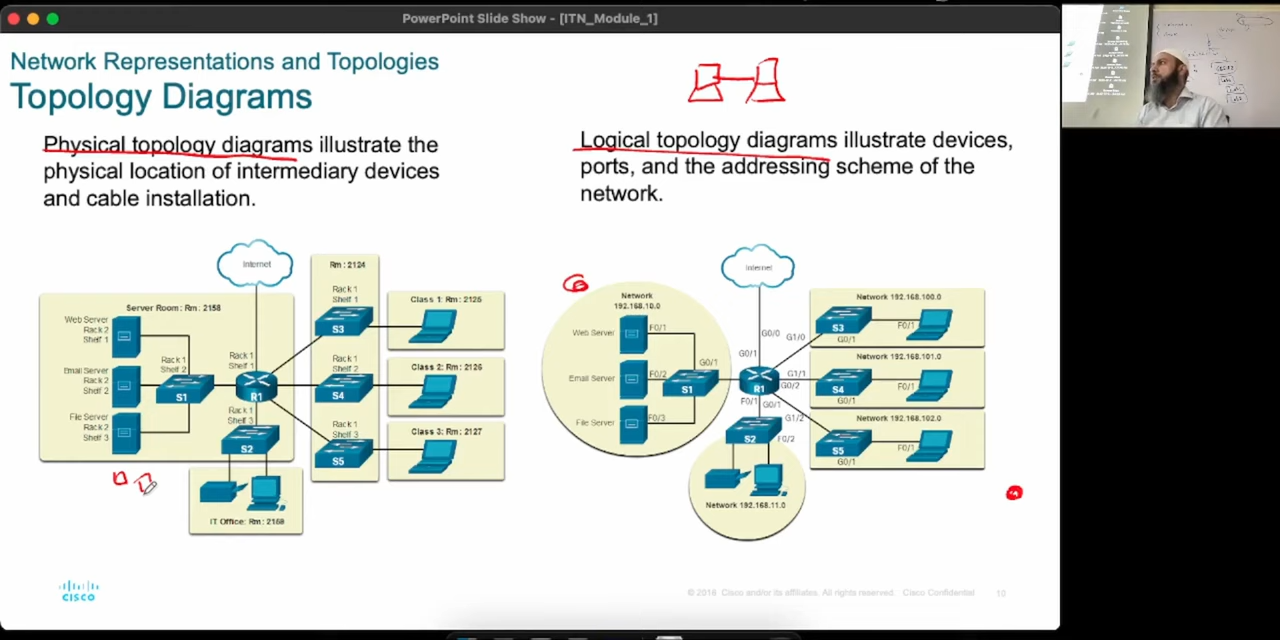 PowerPoint Slide Show - [ITN_Module_1]
Network Representations and Topologies
Topology Diagrams
Physical topology diagrams illustrate the
physical location of intermediary devices
and cable installation.
Internet
Server Room: Rm: 2158
Web Server
Rack 2
Shelf 1
Email Server
Rack 2
Shelf 2
File Server
Rack 2
Shelf 3
Rack 1
Shelf 2
S1
Rack 1
Shelf 1
R1
Rack 1
Shelf 3
S2
IT Office: Rm: 2159
Rm: 2124
Rack 1
Shelf 1
S3
Rack 1
Shelf 2
S4
Rack 1
Shelf 3
S5
Class 1: Rm: 2125
Class 2: Rm: 2126
Class 3: Rm: 2127
Logical topology diagrams illustrate devices,
ports, and the addressing scheme of the
network.
Internet
Network
192.168.10.0
Web Server
F0/1
Email Server
F0/2
File Server
F0/3
G0/1
S1
G0/0
G0/1
R1
G1/0
G1/1
G0/2
F0/1
G0/1
G1/2
S2
F0/2
Network 192.168.11.0
Network 192.168.100.0
S3
G0/1
F0/1
Network 192.168.101.0
S4
G0/1
F0/1
Network 192.168.102.0
S5
G0/1
F0/1
CISCO
© 2016 Cisco and/or its affiliates. All rights reserved. Cisco Confidential
10